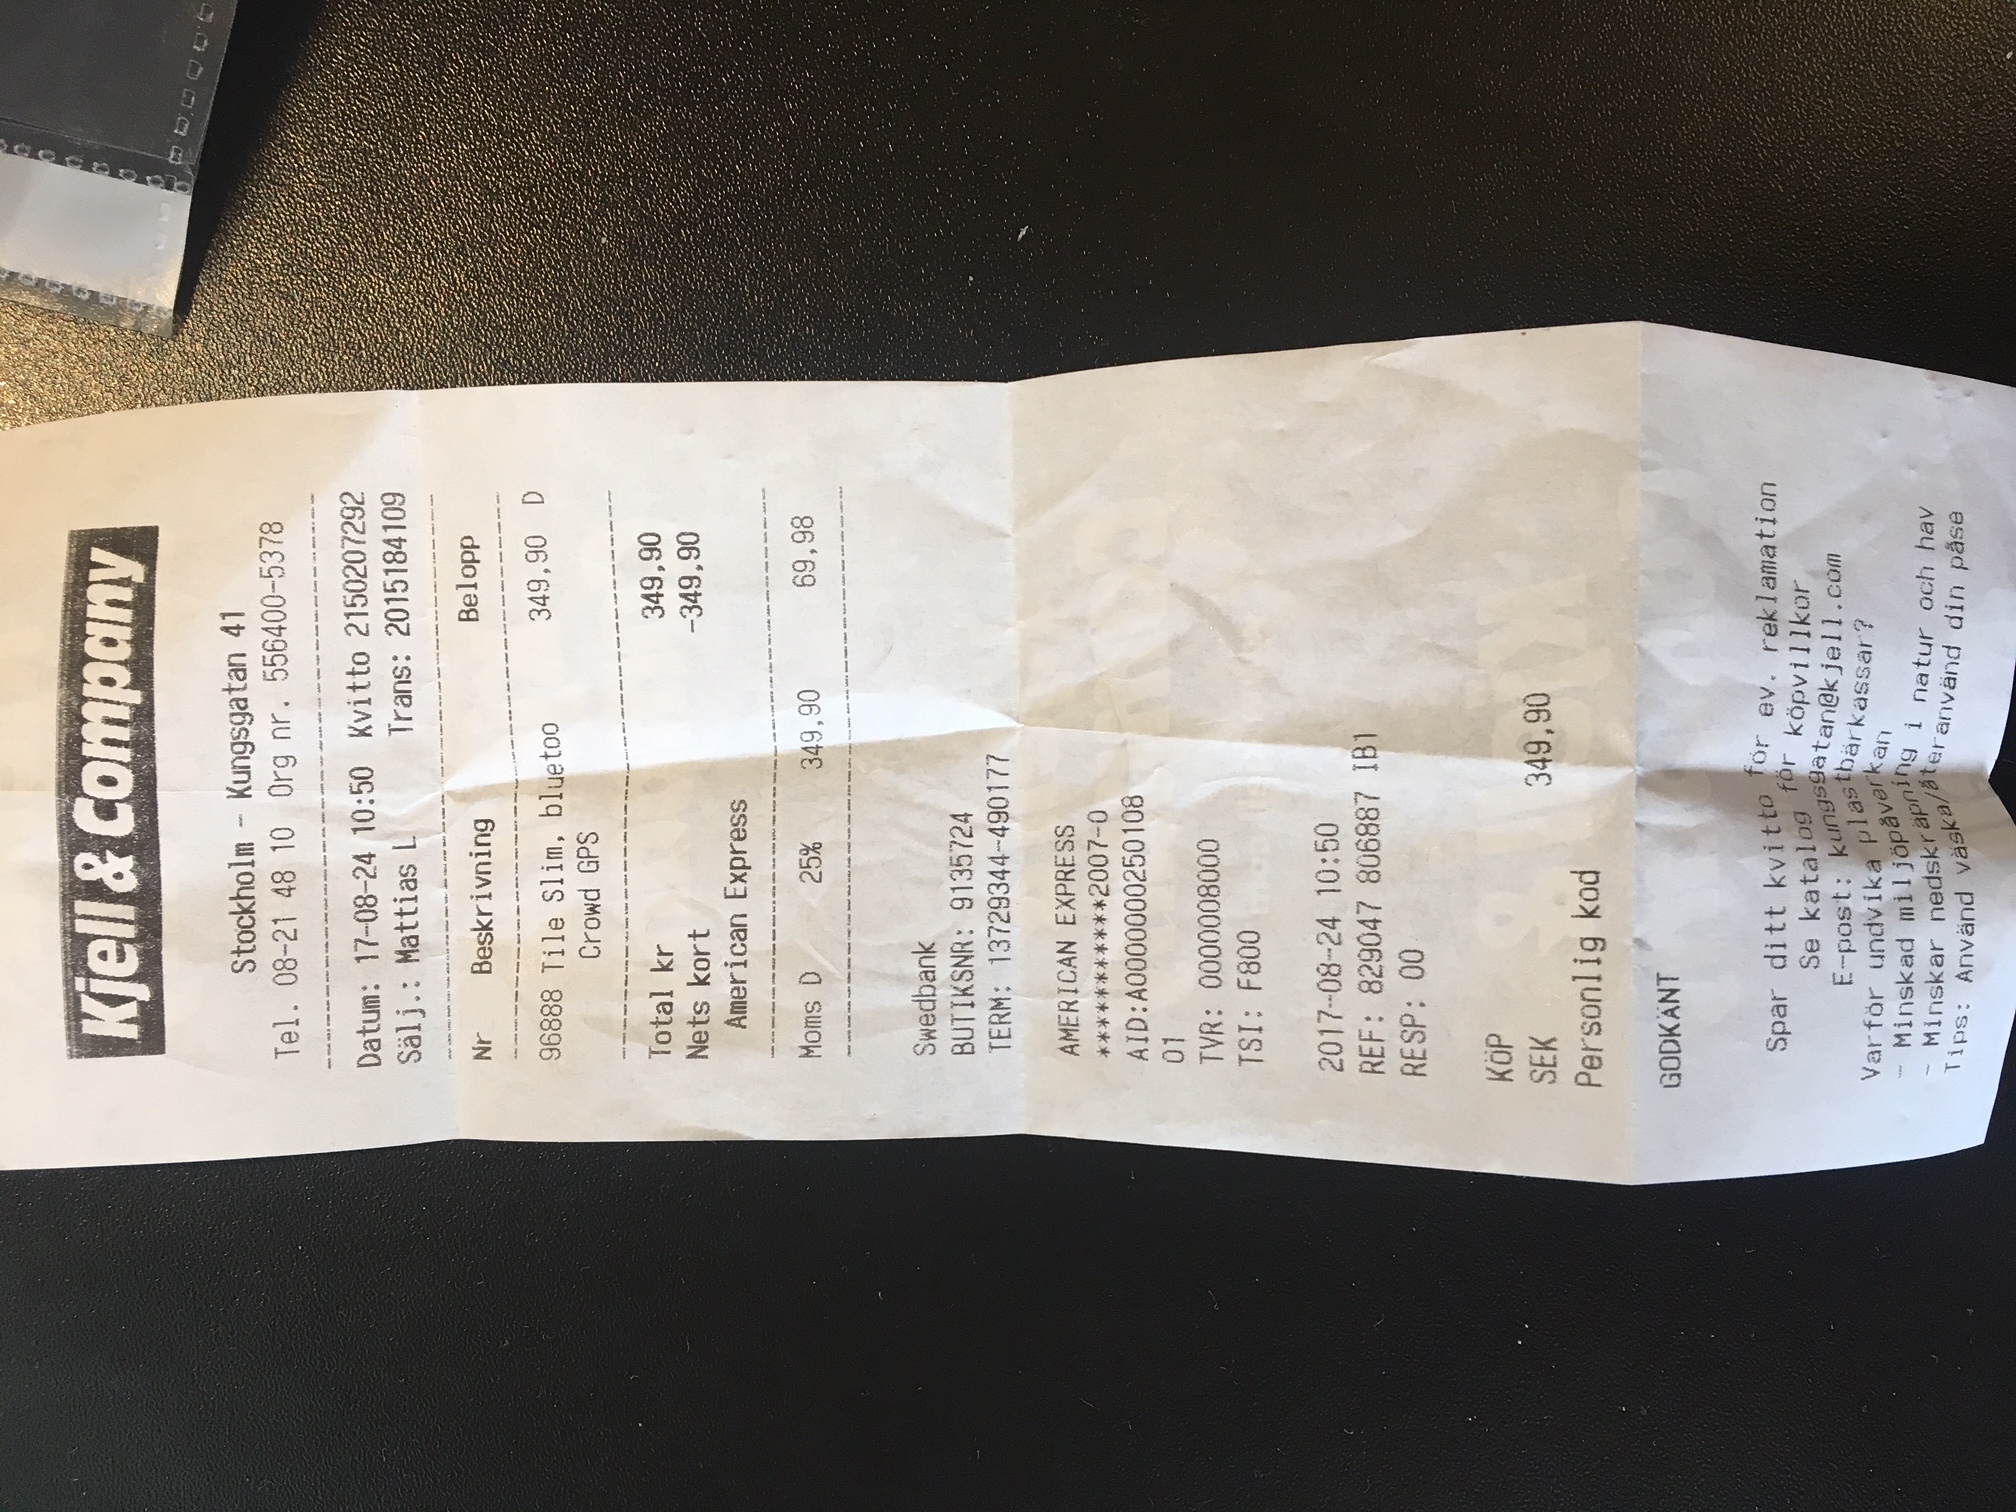 Kjell & Company
Stockholm - Kungsgatan 41
Tel. 08-21 48 10 Org nr. 556400-5378
Datum: 17-08-24 10:50 Kvitto 2150207292
Sälj.: Mattias L Trans: 2015184109
Nr Beskrivning Belopp
96888 Tile Slim, bluetoo 349,90 D
Crowd GPS
Total kr 349,90
Nets kort -349,90
American Express
Moms D 25% 349,90 69,98
Swedbank
BUTIKSNR: 9135724
TERM: 13729344-490177
AMERICAN EXPRESS
***********2007-0
AID:A0000000250108
01
TVR: 0000008000
TSI: F800
2017-08-24 10:50
REF: 829047 806887 IB1
RESP: 00
KÖP
SEK 349,90
Personlig kod
GODKÄNT
Spar ditt kvitto för ev. reklamation
Se katalog för köpvillkor
E-post: kungsgatan@kjell.com
Varför undvika plastbärkassar?
- Minskad miljöpåverkan
- Minskar nedskräpning i natur och hav
Tips: Använd väska/återanvänd din påse